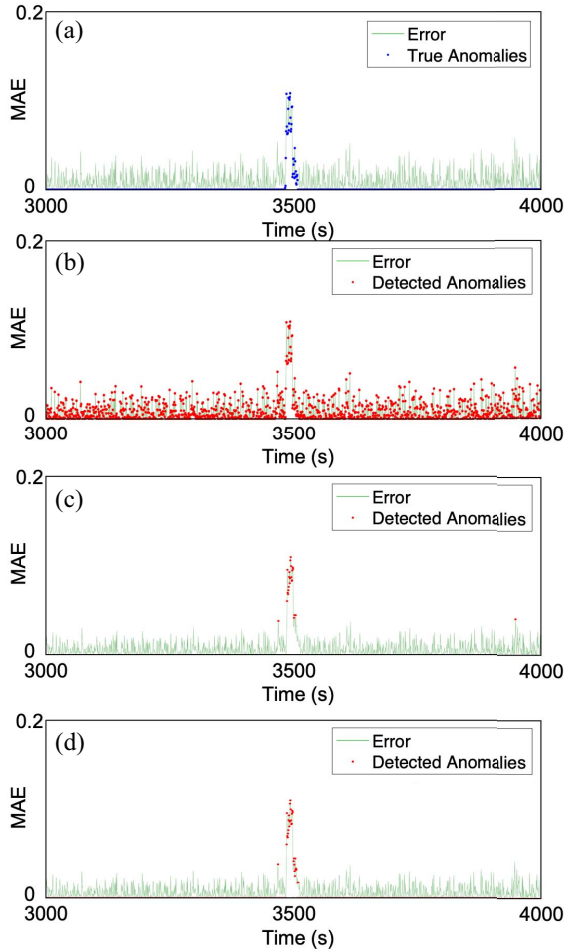 (a)
0.2
Error
True Anomalies
MAE
0
3000
3500
4000
Time (s)
(b)
0.2
Error
Detected Anomalies
MAE
0
3000
3500
4000
Time (s)
(c)
0.2
Error
Detected Anomalies
MAE
0
3000
3500
4000
Time (s)
(d)
0.2
Error
Detected Anomalies
MAE
0
3000
3500
4000
Time (s)